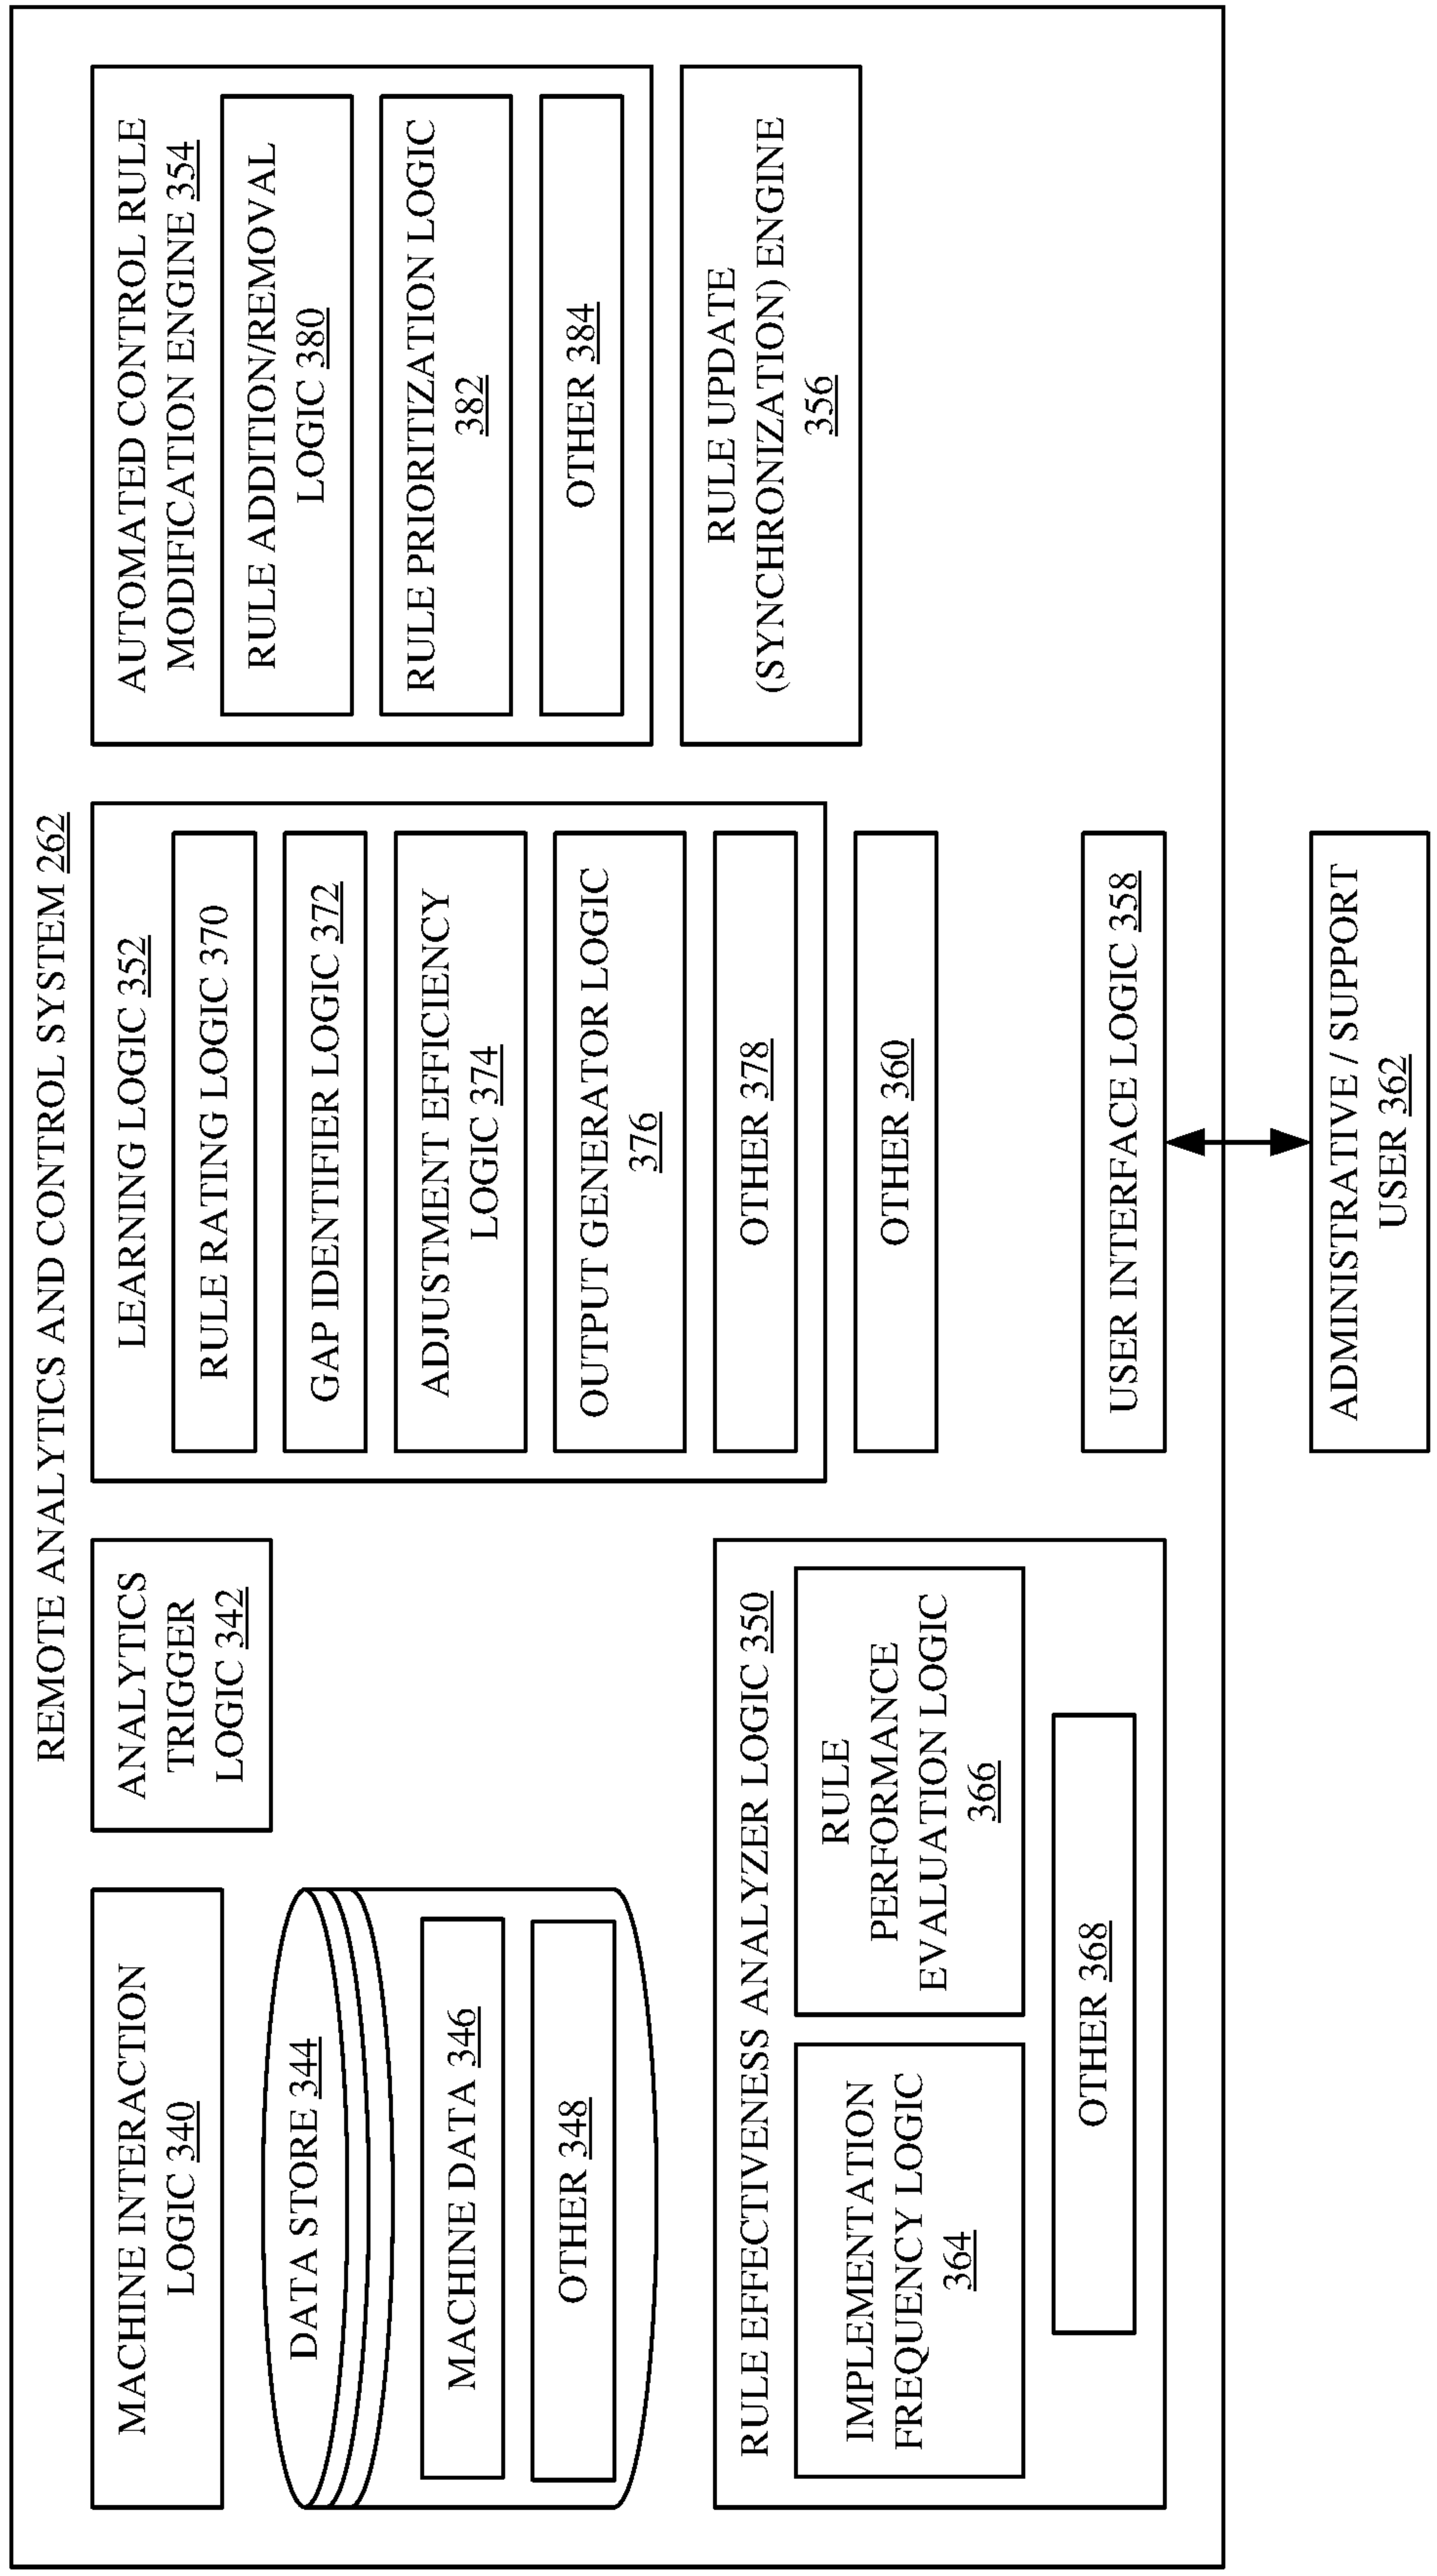 REMOTE ANALYTICS AND CONTROL SYSTEM 262
MACHINE INTERACTION
LOGIC 340
DATA STORE 344
MACHINE DATA 346
OTHER 348
ANALYTICS
TRIGGER
LOGIC 342
RULE EFFECTIVENESS ANALYZER LOGIC 350
IMPLEMENTATION
FREQUENCY LOGIC
364
RULE
PERFORMANCE
EVALUATION LOGIC
366
OTHER 368
LEARNING LOGIC 352
RULE RATING LOGIC 370
GAP IDENTIFIER LOGIC 372
ADJUSTMENT EFFICIENCY
LOGIC 374
OUTPUT GENERATOR LOGIC
376
OTHER 378
OTHER 360
USER INTERFACE LOGIC 358
AUTOMATED CONTROL RULE
MODIFICATION ENGINE 354
RULE ADDITION/REMOVAL
LOGIC 380
RULE PRIORITIZATION LOGIC
382
OTHER 384
RULE UPDATE
(SYNCHRONIZATION) ENGINE
356
ADMINISTRATIVE / SUPPORT
USER 362